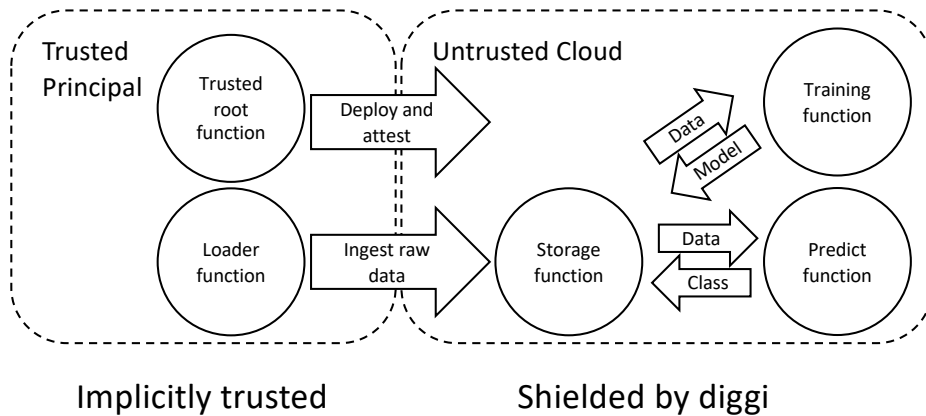 Trusted
Principal
Untrusted Cloud
Trusted
root
function
Deploy and
attest
Data
Model
Training
function
Loader
function
Ingest raw
data
Storage
function
Data
Class
Predict
function
Implicitly trusted
Shielded by diggi